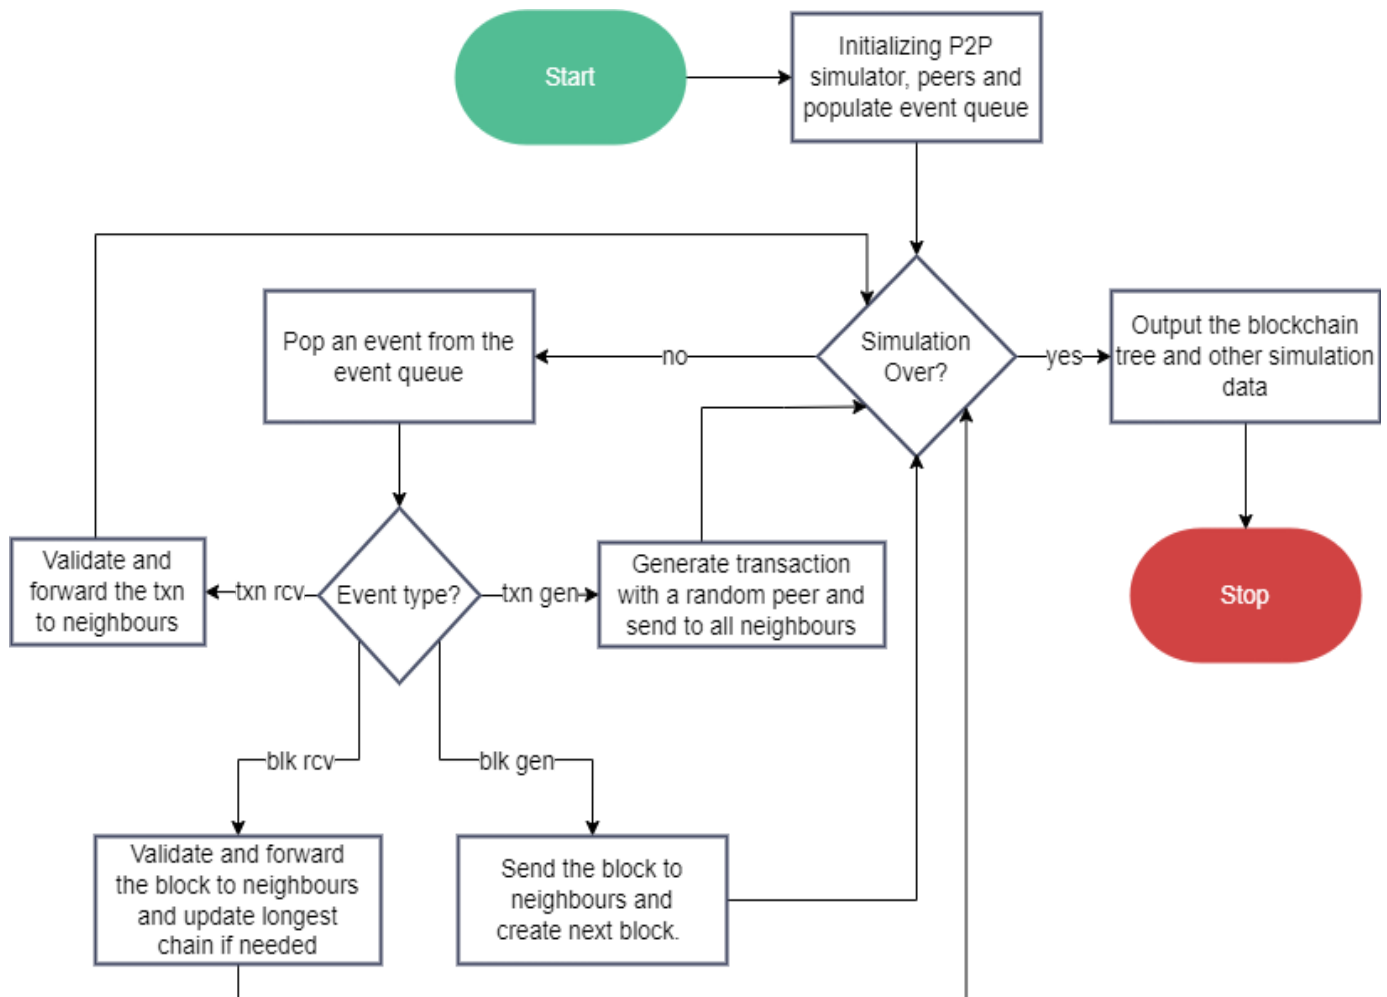 Start
Initializing P2P
simulator, peers and
populate event queue
Pop an event from the
event queue
no
Simulation
Over?
yes
Output the blockchain
tree and other simulation
data
Validate and
forward the txn
to neighbours
txn rcv
Event type?
txn gen
Generate transaction
with a random peer and
send to all neighbours
Stop
blk rcv
blk gen
Validate and forward
the block to neighbours
and update longest
chain if needed
Send the block to
neighbours and
create next block.